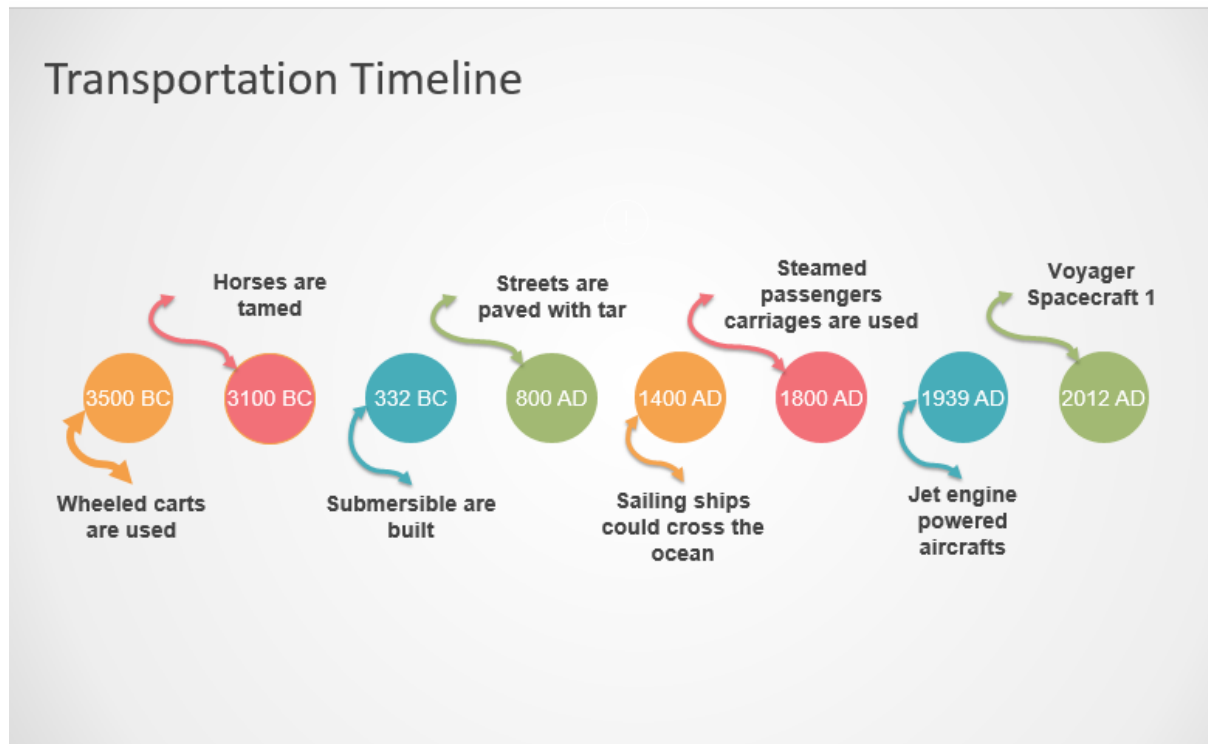 Transportation Timeline
Horses are
tamed
Streets are
paved with tar
Steamed
passengers
carriages are used
Voyager
Spacecraft 1
3500 BC
3100 BC
332 BC
800 AD
1400 AD
1800 AD
1939 AD
2012 AD
Wheeled carts
are used
Submersible are
built
Sailing ships
could cross the
ocean
Jet engine
powered
aircrafts